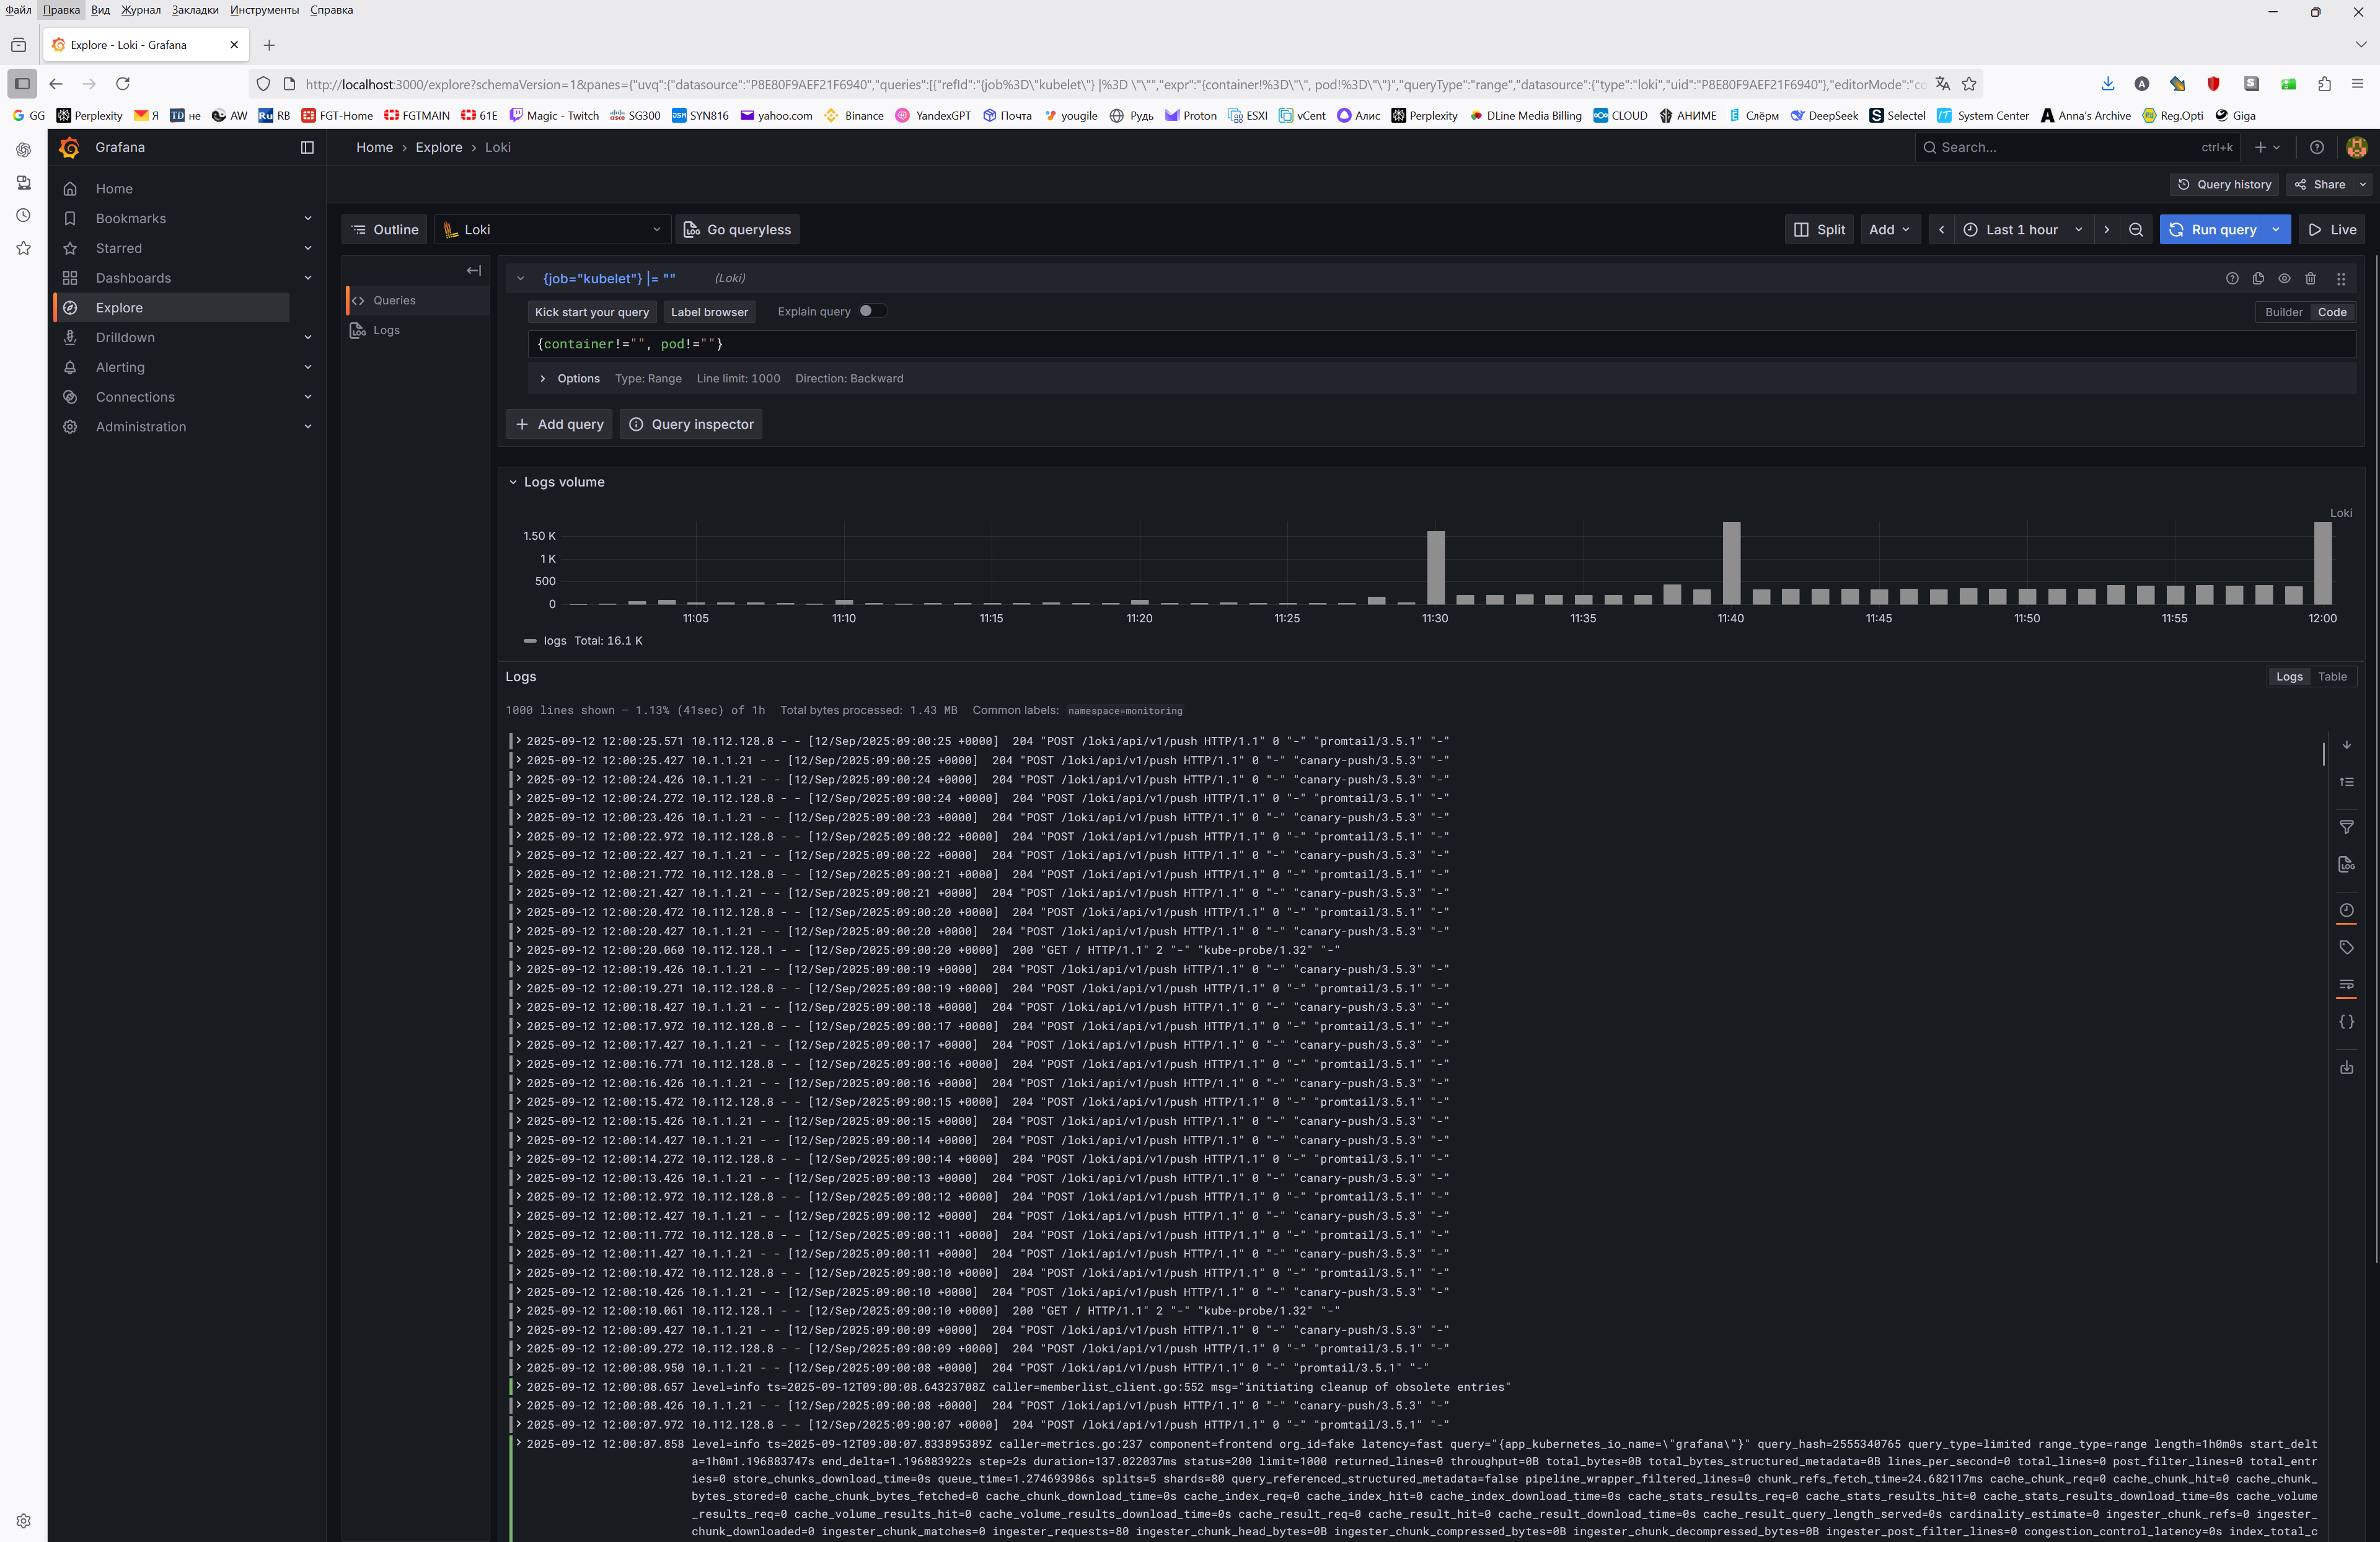 Файл Правка Вид Журнал Закладки Инструменты Справка
Explore - Loki - Grafana
http://localhost:3000/explore?schemaVersion=1&panes={"uvq":{"datasource":"P8E80F9AEF21F6940","queries":[{"refId":"{job%3D\"kubelet\"} |%3D \"\"","expr":"{container!%3D\"\", pod!%3D\"\"}","queryType":"range","datasource":{"type":"loki","uid":"P8E80F9AEF21F6940"},"editorMode":"co
GG Perplexity Я не AW RB FGT-Home FGTMAIN 61E Magic - Twitch SG300 SYN816 yahoo.com Binance YandexGPT Почта yougile Рудь Proton ESXI vCent Алис Perplexity DLine Media Billing CLOUD АНИМЕ Слёрм DeepSeek Selectel System Center Anna's Archive Reg.Opti Giga
Grafana
Home › Explore › Loki
Search... ctrl+k
Home
Bookmarks
Starred
Dashboards
Explore
Drilldown
Alerting
Connections
Administration
Query history Share
Outline Loki Go queryless Split Add Last 1 hour Run query Live
Queries
Logs
{job="kubelet"} |= "" (Loki)
Kick start your query Label browser Explain query Builder Code
{container!="", pod!=""}
Options Type: Range Line limit: 1000 Direction: Backward
+ Add query Query inspector
Logs volume
Loki
1.50 K
1 K
500
0
11:05 11:10 11:15 11:20 11:25 11:30 11:35 11:40 11:45 11:50 11:55 12:00
logs Total: 16.1 K
Logs
Logs Table
1000 lines shown — 1.13% (41sec) of 1h Total bytes processed: 1.43 MB Common labels: namespace=monitoring
2025-09-12 12:00:25.571 10.112.128.8 - - [12/Sep/2025:09:00:25 +0000]  204 "POST /loki/api/v1/push HTTP/1.1" 0 "-" "promtail/3.5.1" "-"
2025-09-12 12:00:25.427 10.1.1.21 - - [12/Sep/2025:09:00:25 +0000]  204 "POST /loki/api/v1/push HTTP/1.1" 0 "-" "canary-push/3.5.3" "-"
2025-09-12 12:00:24.426 10.1.1.21 - - [12/Sep/2025:09:00:24 +0000]  204 "POST /loki/api/v1/push HTTP/1.1" 0 "-" "canary-push/3.5.3" "-"
2025-09-12 12:00:24.272 10.112.128.8 - - [12/Sep/2025:09:00:24 +0000]  204 "POST /loki/api/v1/push HTTP/1.1" 0 "-" "promtail/3.5.1" "-"
2025-09-12 12:00:23.426 10.1.1.21 - - [12/Sep/2025:09:00:23 +0000]  204 "POST /loki/api/v1/push HTTP/1.1" 0 "-" "canary-push/3.5.3" "-"
2025-09-12 12:00:22.972 10.112.128.8 - - [12/Sep/2025:09:00:22 +0000]  204 "POST /loki/api/v1/push HTTP/1.1" 0 "-" "promtail/3.5.1" "-"
2025-09-12 12:00:22.427 10.1.1.21 - - [12/Sep/2025:09:00:22 +0000]  204 "POST /loki/api/v1/push HTTP/1.1" 0 "-" "canary-push/3.5.3" "-"
2025-09-12 12:00:21.772 10.112.128.8 - - [12/Sep/2025:09:00:21 +0000]  204 "POST /loki/api/v1/push HTTP/1.1" 0 "-" "promtail/3.5.1" "-"
2025-09-12 12:00:21.427 10.1.1.21 - - [12/Sep/2025:09:00:21 +0000]  204 "POST /loki/api/v1/push HTTP/1.1" 0 "-" "canary-push/3.5.3" "-"
2025-09-12 12:00:20.472 10.112.128.8 - - [12/Sep/2025:09:00:20 +0000]  204 "POST /loki/api/v1/push HTTP/1.1" 0 "-" "promtail/3.5.1" "-"
2025-09-12 12:00:20.427 10.1.1.21 - - [12/Sep/2025:09:00:20 +0000]  204 "POST /loki/api/v1/push HTTP/1.1" 0 "-" "canary-push/3.5.3" "-"
2025-09-12 12:00:20.060 10.112.128.1 - - [12/Sep/2025:09:00:20 +0000]  200 "GET / HTTP/1.1" 2 "-" "kube-probe/1.32" "-"
2025-09-12 12:00:19.426 10.1.1.21 - - [12/Sep/2025:09:00:19 +0000]  204 "POST /loki/api/v1/push HTTP/1.1" 0 "-" "canary-push/3.5.3" "-"
2025-09-12 12:00:19.271 10.112.128.8 - - [12/Sep/2025:09:00:19 +0000]  204 "POST /loki/api/v1/push HTTP/1.1" 0 "-" "promtail/3.5.1" "-"
2025-09-12 12:00:18.427 10.1.1.21 - - [12/Sep/2025:09:00:18 +0000]  204 "POST /loki/api/v1/push HTTP/1.1" 0 "-" "canary-push/3.5.3" "-"
2025-09-12 12:00:17.972 10.112.128.8 - - [12/Sep/2025:09:00:17 +0000]  204 "POST /loki/api/v1/push HTTP/1.1" 0 "-" "promtail/3.5.1" "-"
2025-09-12 12:00:17.427 10.1.1.21 - - [12/Sep/2025:09:00:17 +0000]  204 "POST /loki/api/v1/push HTTP/1.1" 0 "-" "canary-push/3.5.3" "-"
2025-09-12 12:00:16.771 10.112.128.8 - - [12/Sep/2025:09:00:16 +0000]  204 "POST /loki/api/v1/push HTTP/1.1" 0 "-" "promtail/3.5.1" "-"
2025-09-12 12:00:16.426 10.1.1.21 - - [12/Sep/2025:09:00:16 +0000]  204 "POST /loki/api/v1/push HTTP/1.1" 0 "-" "canary-push/3.5.3" "-"
2025-09-12 12:00:15.472 10.112.128.8 - - [12/Sep/2025:09:00:15 +0000]  204 "POST /loki/api/v1/push HTTP/1.1" 0 "-" "promtail/3.5.1" "-"
2025-09-12 12:00:15.426 10.1.1.21 - - [12/Sep/2025:09:00:15 +0000]  204 "POST /loki/api/v1/push HTTP/1.1" 0 "-" "canary-push/3.5.3" "-"
2025-09-12 12:00:14.427 10.1.1.21 - - [12/Sep/2025:09:00:14 +0000]  204 "POST /loki/api/v1/push HTTP/1.1" 0 "-" "canary-push/3.5.3" "-"
2025-09-12 12:00:14.272 10.112.128.8 - - [12/Sep/2025:09:00:14 +0000]  204 "POST /loki/api/v1/push HTTP/1.1" 0 "-" "promtail/3.5.1" "-"
2025-09-12 12:00:13.426 10.1.1.21 - - [12/Sep/2025:09:00:13 +0000]  204 "POST /loki/api/v1/push HTTP/1.1" 0 "-" "canary-push/3.5.3" "-"
2025-09-12 12:00:12.972 10.112.128.8 - - [12/Sep/2025:09:00:12 +0000]  204 "POST /loki/api/v1/push HTTP/1.1" 0 "-" "promtail/3.5.1" "-"
2025-09-12 12:00:12.427 10.1.1.21 - - [12/Sep/2025:09:00:12 +0000]  204 "POST /loki/api/v1/push HTTP/1.1" 0 "-" "canary-push/3.5.3" "-"
2025-09-12 12:00:11.772 10.112.128.8 - - [12/Sep/2025:09:00:11 +0000]  204 "POST /loki/api/v1/push HTTP/1.1" 0 "-" "promtail/3.5.1" "-"
2025-09-12 12:00:11.427 10.1.1.21 - - [12/Sep/2025:09:00:11 +0000]  204 "POST /loki/api/v1/push HTTP/1.1" 0 "-" "canary-push/3.5.3" "-"
2025-09-12 12:00:10.472 10.112.128.8 - - [12/Sep/2025:09:00:10 +0000]  204 "POST /loki/api/v1/push HTTP/1.1" 0 "-" "promtail/3.5.1" "-"
2025-09-12 12:00:10.426 10.1.1.21 - - [12/Sep/2025:09:00:10 +0000]  204 "POST /loki/api/v1/push HTTP/1.1" 0 "-" "canary-push/3.5.3" "-"
2025-09-12 12:00:10.061 10.112.128.1 - - [12/Sep/2025:09:00:10 +0000]  200 "GET / HTTP/1.1" 2 "-" "kube-probe/1.32" "-"
2025-09-12 12:00:09.427 10.1.1.21 - - [12/Sep/2025:09:00:09 +0000]  204 "POST /loki/api/v1/push HTTP/1.1" 0 "-" "canary-push/3.5.3" "-"
2025-09-12 12:00:09.272 10.112.128.8 - - [12/Sep/2025:09:00:09 +0000]  204 "POST /loki/api/v1/push HTTP/1.1" 0 "-" "promtail/3.5.1" "-"
2025-09-12 12:00:08.950 10.1.1.21 - - [12/Sep/2025:09:00:08 +0000]  204 "POST /loki/api/v1/push HTTP/1.1" 0 "-" "promtail/3.5.1" "-"
2025-09-12 12:00:08.657 level=info ts=2025-09-12T09:00:08.64323708Z caller=memberlist_client.go:552 msg="initiating cleanup of obsolete entries"
2025-09-12 12:00:08.426 10.1.1.21 - - [12/Sep/2025:09:00:08 +0000]  204 "POST /loki/api/v1/push HTTP/1.1" 0 "-" "canary-push/3.5.3" "-"
2025-09-12 12:00:07.972 10.112.128.8 - - [12/Sep/2025:09:00:07 +0000]  204 "POST /loki/api/v1/push HTTP/1.1" 0 "-" "promtail/3.5.1" "-"
2025-09-12 12:00:07.858 level=info ts=2025-09-12T09:00:07.833895389Z caller=metrics.go:237 component=frontend org_id=fake latency=fast query="{app_kubernetes_io_name=\"grafana\"}" query_hash=2555340765 query_type=limited range_type=range length=1h0m0s start_delt
a=1h0m1.196883747s end_delta=1.196883922s step=2s duration=137.022037ms status=200 limit=1000 returned_lines=0 throughput=0B total_bytes=0B total_bytes_structured_metadata=0B lines_per_second=0 total_lines=0 post_filter_lines=0 total_entr
ies=0 store_chunks_download_time=0s queue_time=1.274693986s splits=5 shards=80 query_referenced_structured_metadata=false pipeline_wrapper_filtered_lines=0 chunk_refs_fetch_time=24.682117ms cache_chunk_req=0 cache_chunk_hit=0 cache_chunk_
bytes_stored=0 cache_chunk_bytes_fetched=0 cache_chunk_download_time=0s cache_index_req=0 cache_index_hit=0 cache_index_download_time=0s cache_stats_results_req=0 cache_stats_results_hit=0 cache_stats_results_download_time=0s cache_volume
_results_req=0 cache_volume_results_hit=0 cache_volume_results_download_time=0s cache_result_req=0 cache_result_hit=0 cache_result_download_time=0s cache_result_query_length_served=0s cardinality_estimate=0 ingester_chunk_refs=0 ingester_
chunk_downloaded=0 ingester_chunk_matches=0 ingester_requests=80 ingester_chunk_head_bytes=0B ingester_chunk_compressed_bytes=0B ingester_chunk_decompressed_bytes=0B ingester_post_filter_lines=0 congestion_control_latency=0s index_total_c